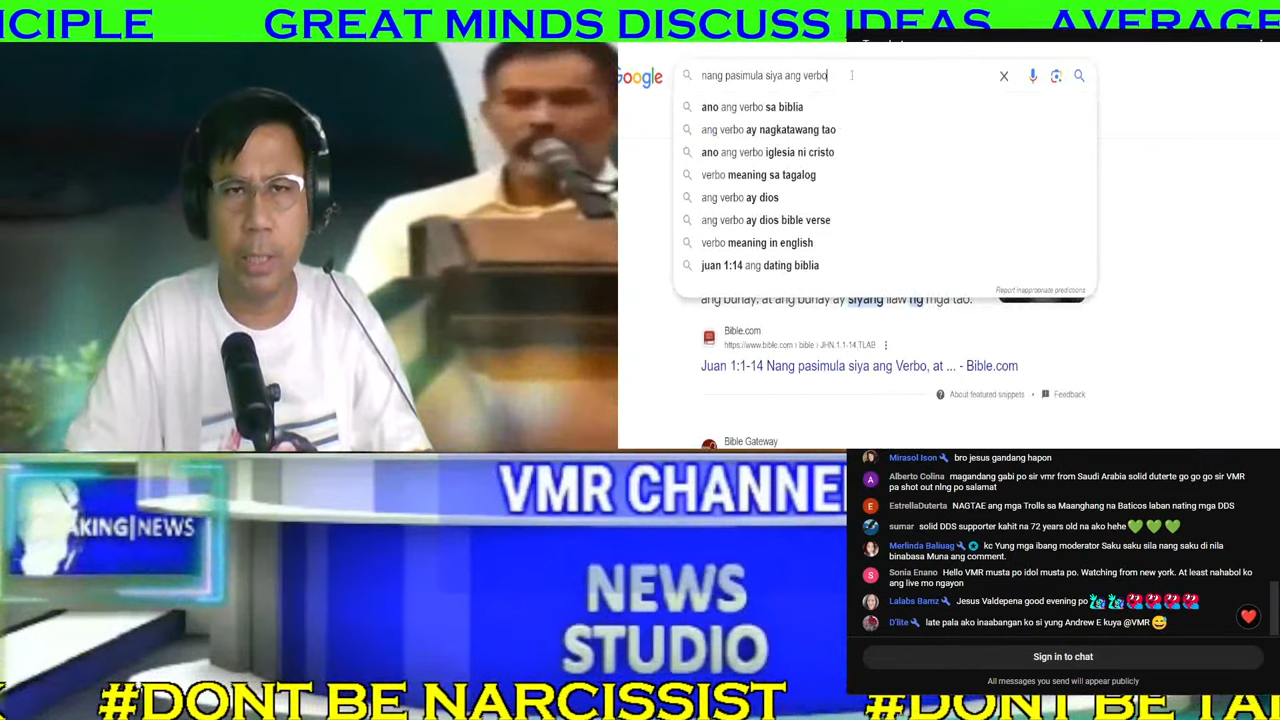 CIPLE GREAT MINDS DISCUSS IDEAS AVERAGE
Google
nang pasimula siya ang verbo
ano ang verbo sa biblia
ang verbo ay nagkatawang tao
ano ang verbo iglesia ni cristo
verbo meaning sa tagalog
ang verbo ay dios
ang verbo ay dios bible verse
verbo meaning in english
juan 1:14 ang dating biblia
Report inappropriate predictions
ang buhay, at ang buhay ay siyang ilaw ng mga tao.
Bible.com
https://www.bible.com › bible › JHN.1.1-14.TLAB
Juan 1:1-14 Nang pasimula siya ang Verbo, at ... - Bible.com
About featured snippets • Feedback
Bible Gateway
VMR CHANNE
AKING|NEWS
NEWS
STUDIO
Mirasol Ison bro jesus gandang hapon
A Alberto Colina magandang gabi po sir vmr from Saudi Arabia solid duterte go go go sir VMR
pa shot out nlng po salamat
E EstrellaDuterta NAGTAE ang mga Trolls sa Maanghang na Baticos laban nating mga DDS
sumar solid DDS supporter kahit na 72 years old na ako hehe💚💚💚
Merlinda Baliuag kc Yung mga ibang moderator Saku saku sila nang saku di nila
binabasa Muna ang comment.
S Sonia Enano Hello VMR musta po idol musta po. Watching from new york. At least nahabol ko
ang live mo ngayon
Lalabs Bamz Jesus Valdepena good evening po
D'lite late pala ako inaabangan ko si yung Andrew E kuya @VMR 😅
Sign in to chat
All messages you send will appear publicly
#DONT BE NARCISSIST #DONT BE TA